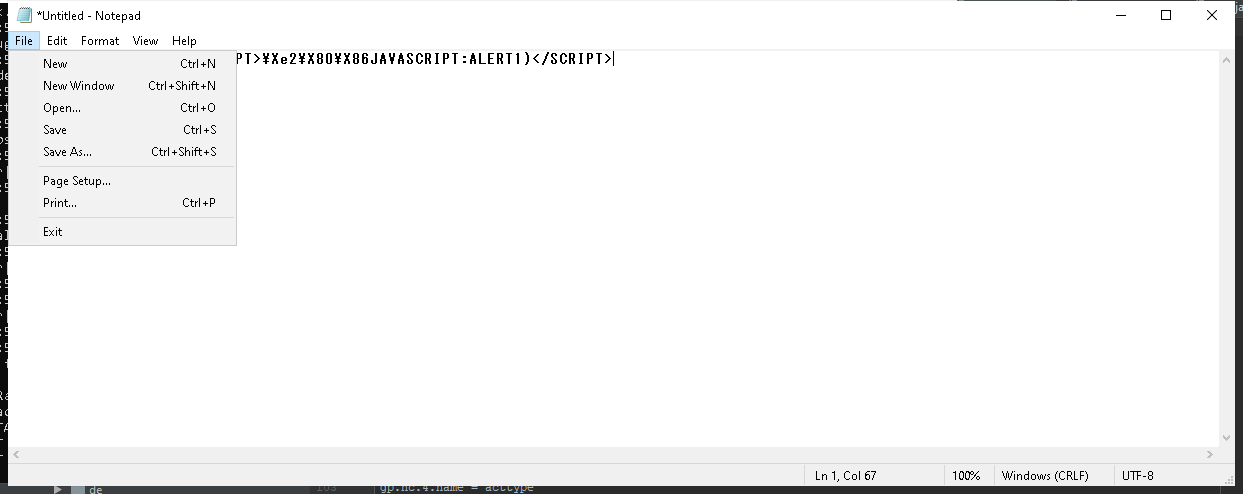 *Untitled - Notepad
File Edit Format View Help
PT>¥Xe2¥X80¥X86JAVASCRIPT:ALERT1)</SCRIPT>
New Ctrl+N
New Window Ctrl+Shift+N
Open... Ctrl+O
Save Ctrl+S
Save As... Ctrl+Shift+S
Page Setup...
Print... Ctrl+P
Exit
Ln 1, Col 67 100% Windows (CRLF) UTF-8
de